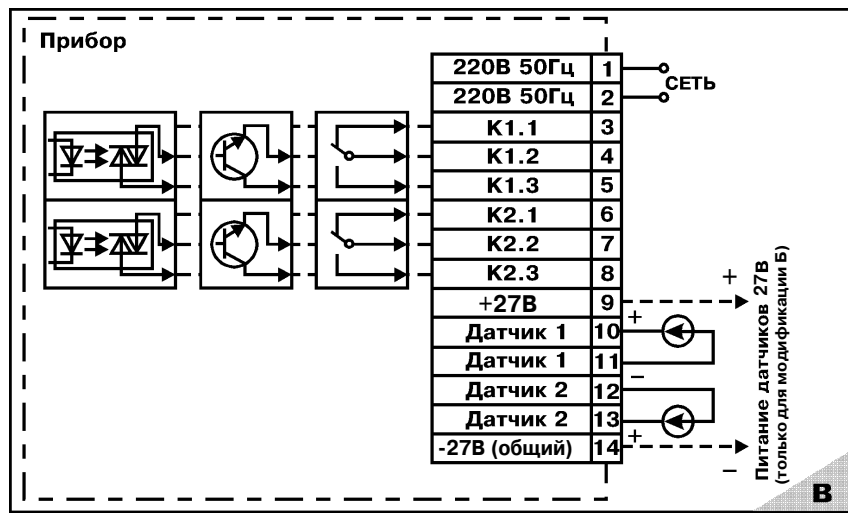 Прибор
220В 50Гц 1
220В 50Гц 2
СЕТЬ
К1.1 3
К1.2 4
К1.3 5
К2.1 6
К2.2 7
К2.3 8
+27В 9
Датчик 1 10
Датчик 1 11
Датчик 2 12
Датчик 2 13
-27В (общий) 14
+
+
–
+
–
Питание датчиков 27В
(только для модификации Б)
В